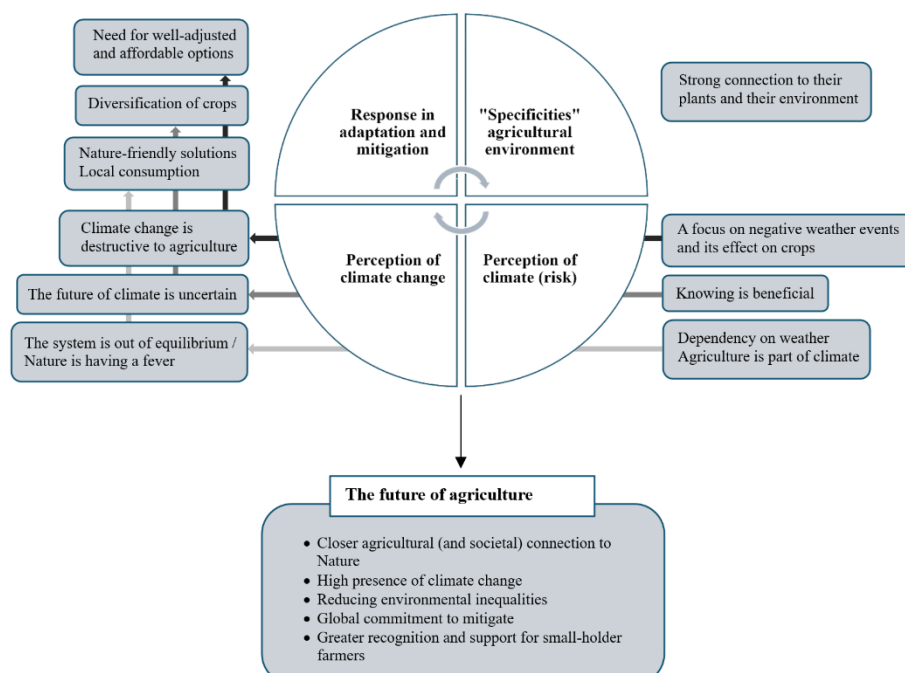 Need for well-adjusted
and affordable options
Diversification of crops
Nature-friendly solutions
Local consumption
Climate change is
destructive to agriculture
The future of climate is uncertain
The system is out of equilibrium /
Nature is having a fever
Response in
adaptation and
mitigation
"Specificities"
agricultural
environment
Perception of
climate change
Perception of
climate (risk)
Strong connection to their
plants and their environment
A focus on negative weather events
and its effect on crops
Knowing is beneficial
Dependency on weather
Agriculture is part of climate
The future of agriculture
• Closer agricultural (and societal) connection to
Nature
• High presence of climate change
• Reducing environmental inequalities
• Global commitment to mitigate
• Greater recognition and support for small-holder
farmers